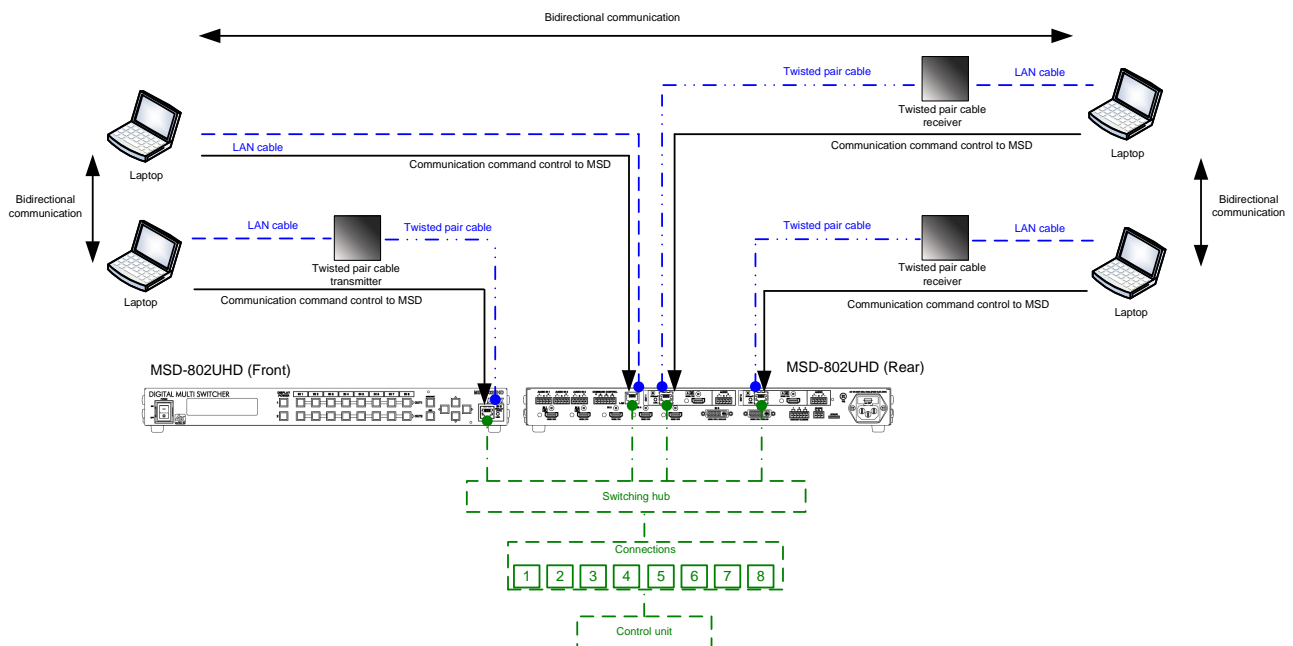 Bidirectional communication
Twisted pair cable
LAN cable
Twisted pair cable
receiver
LAN cable
Communication command control to MSD
Communication command control to MSD
Laptop
Laptop
Bidirectional
communication
Bidirectional
communication
LAN cable
Twisted pair cable
Twisted pair cable
LAN cable
Twisted pair cable
transmitter
Twisted pair cable
receiver
Communication command control to MSD
Communication command control to MSD
Laptop
Laptop
MSD-802UHD (Front)
MSD-802UHD (Rear)
DIGITAL MULTI SWITCHER
Switching hub
Connections
1 2 3 4 5 6 7 8
Control unit